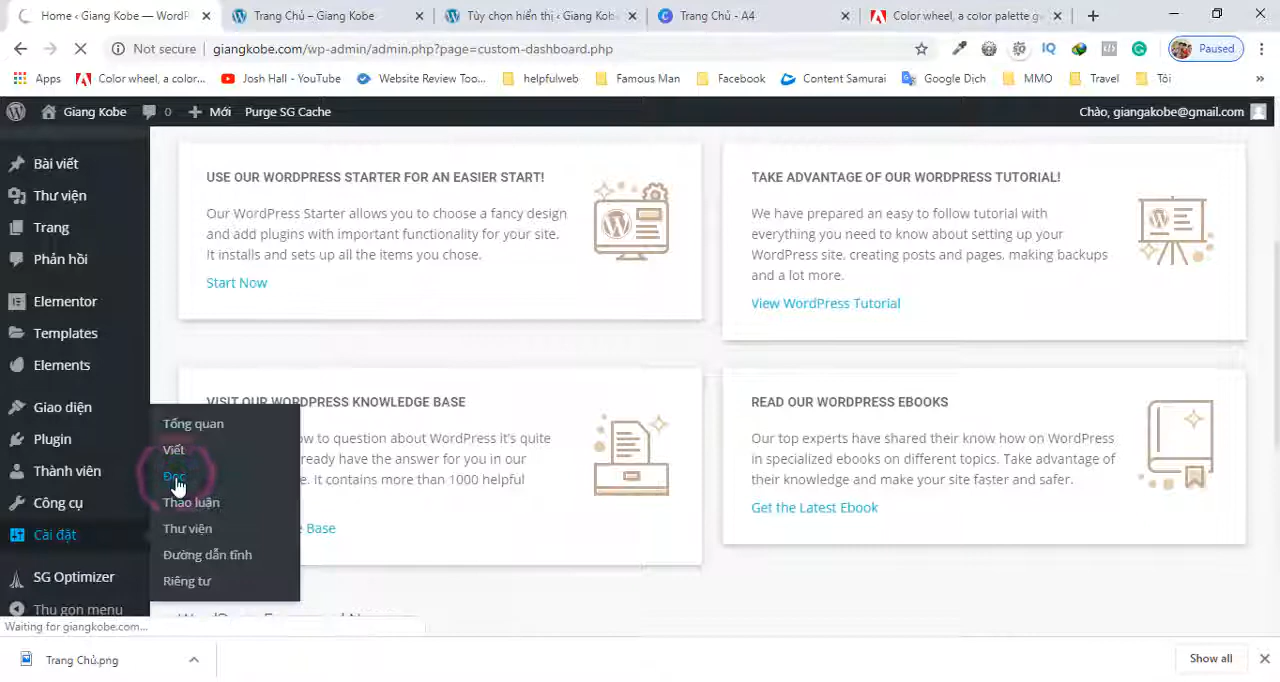 Home ‹ Giang Kobe — WordP
Trang Chủ – Giang Kobe
Tùy chọn hiển thị ‹ Giang Kobe
Trang Chủ - A4
Color wheel, a color palette g
Not secure
giangkobe.com/wp-admin/admin.php?page=custom-dashboard.php
IQ
Paused
Apps
Color wheel, a color...
Josh Hall - YouTube
Website Review Too...
helpfulweb
Famous Man
Facebook
Content Samurai
Google Dịch
MMO
Travel
Tôi
»
Giang Kobe
0
Mới
Purge SG Cache
Chào, giangakobe@gmail.com
Bài viết
Thư viện
Trang
Phản hồi
Elementor
Templates
Elements
Giao diện
Plugin
Thành viên
Công cụ
Cài đặt
SG Optimizer
Thu gọn menu
Tổng quan
Viết
Đọc
Thảo luận
Thư viện
Đường dẫn tĩnh
Riêng tư
USE OUR WORDPRESS STARTER FOR AN EASIER START!
Our WordPress Starter allows you to choose a fancy design
and add plugins with important functionality for your site.
It installs and sets up all the items you
Start Now
TAKE ADVANTAGE OF OUR WORDPRESS TUTORIAL!
We have prepared an easy to follow tutorial with
everything you need to know about setting up your
WordPress site, creating posts and pages, making backups
and a lot more.
View WordPress Tutorial
VISIT OUR WORDPRESS KNOWLEDGE BASE
ow to question about WordPress it's quite
ready have the answer for you in our
e. It contains more than 1000 helpful
e Base
READ OUR WORDPRESS EBOOKS
Our top experts have shared their know how on WordPress
in specialized ebooks on different topics. Take advantage of
their knowledge and make your site faster and safer.
Get the Latest Ebook
Waiting for giangkobe.com...
Trang Chủ.png
Show all